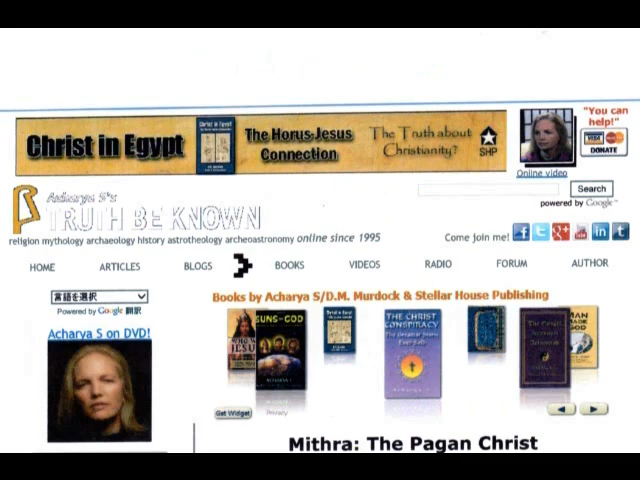 Christ in Egypt
The Horus-Jesus
Connection
The Truth about
Christianity?
SHP
"You can
help!"
DONATE
Online video
Search
powered by Google™
Acharya S's
TRUTH BE KNOWN
religion mythology archaeology history astrotheology archeoastronomy online since 1995
Come join me!
HOME ARTICLES BLOGS BOOKS VIDEOS RADIO FORUM AUTHOR
言語を選択
Powered by Google 翻訳
Books by Acharya S/D.M. Murdock & Stellar House Publishing
Acharya S on DVD!
SUNS OF GOD
THE CHRIST
CONSPIRACY
Get Widget
Privacy
Mithra: The Pagan Christ